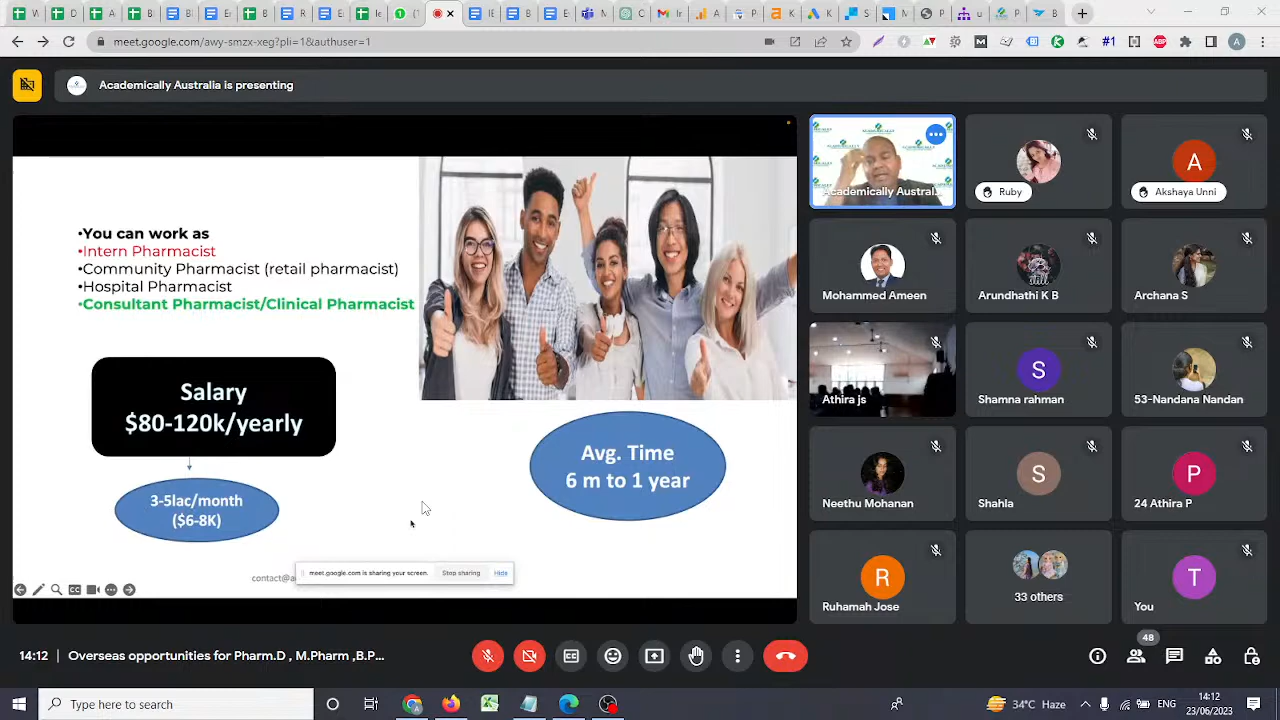 meet.google.com/awy-smzx-xeg?pli=1&authuser=1
Academically Australia is presenting
•You can work as
•Intern Pharmacist
•Community Pharmacist (retail pharmacist)
•Hospital Pharmacist
•Consultant Pharmacist/Clinical Pharmacist
Salary
$80-120k/yearly
3-5lac/month
($6-8K)
Avg. Time
6 m to 1 year
contact@a
meet.google.com is sharing your screen.
Stop sharing
Hide
Academically Austral...
Ruby
A
Akshaya Unni
Mohammed Ameen
Arundhathi K B
Archana S
Athira js
S
Shamna rahman
53-Nandana Nandan
Neethu Mohanan
S
Shahla
P
24 Athira P
R
Ruhamah Jose
33 others
T
You
48
14:12 | Overseas opportunities for Pharm.D , M.Pharm ,B.P...
Type here to search
34°C Haze
ENG
14:12
23/06/2023